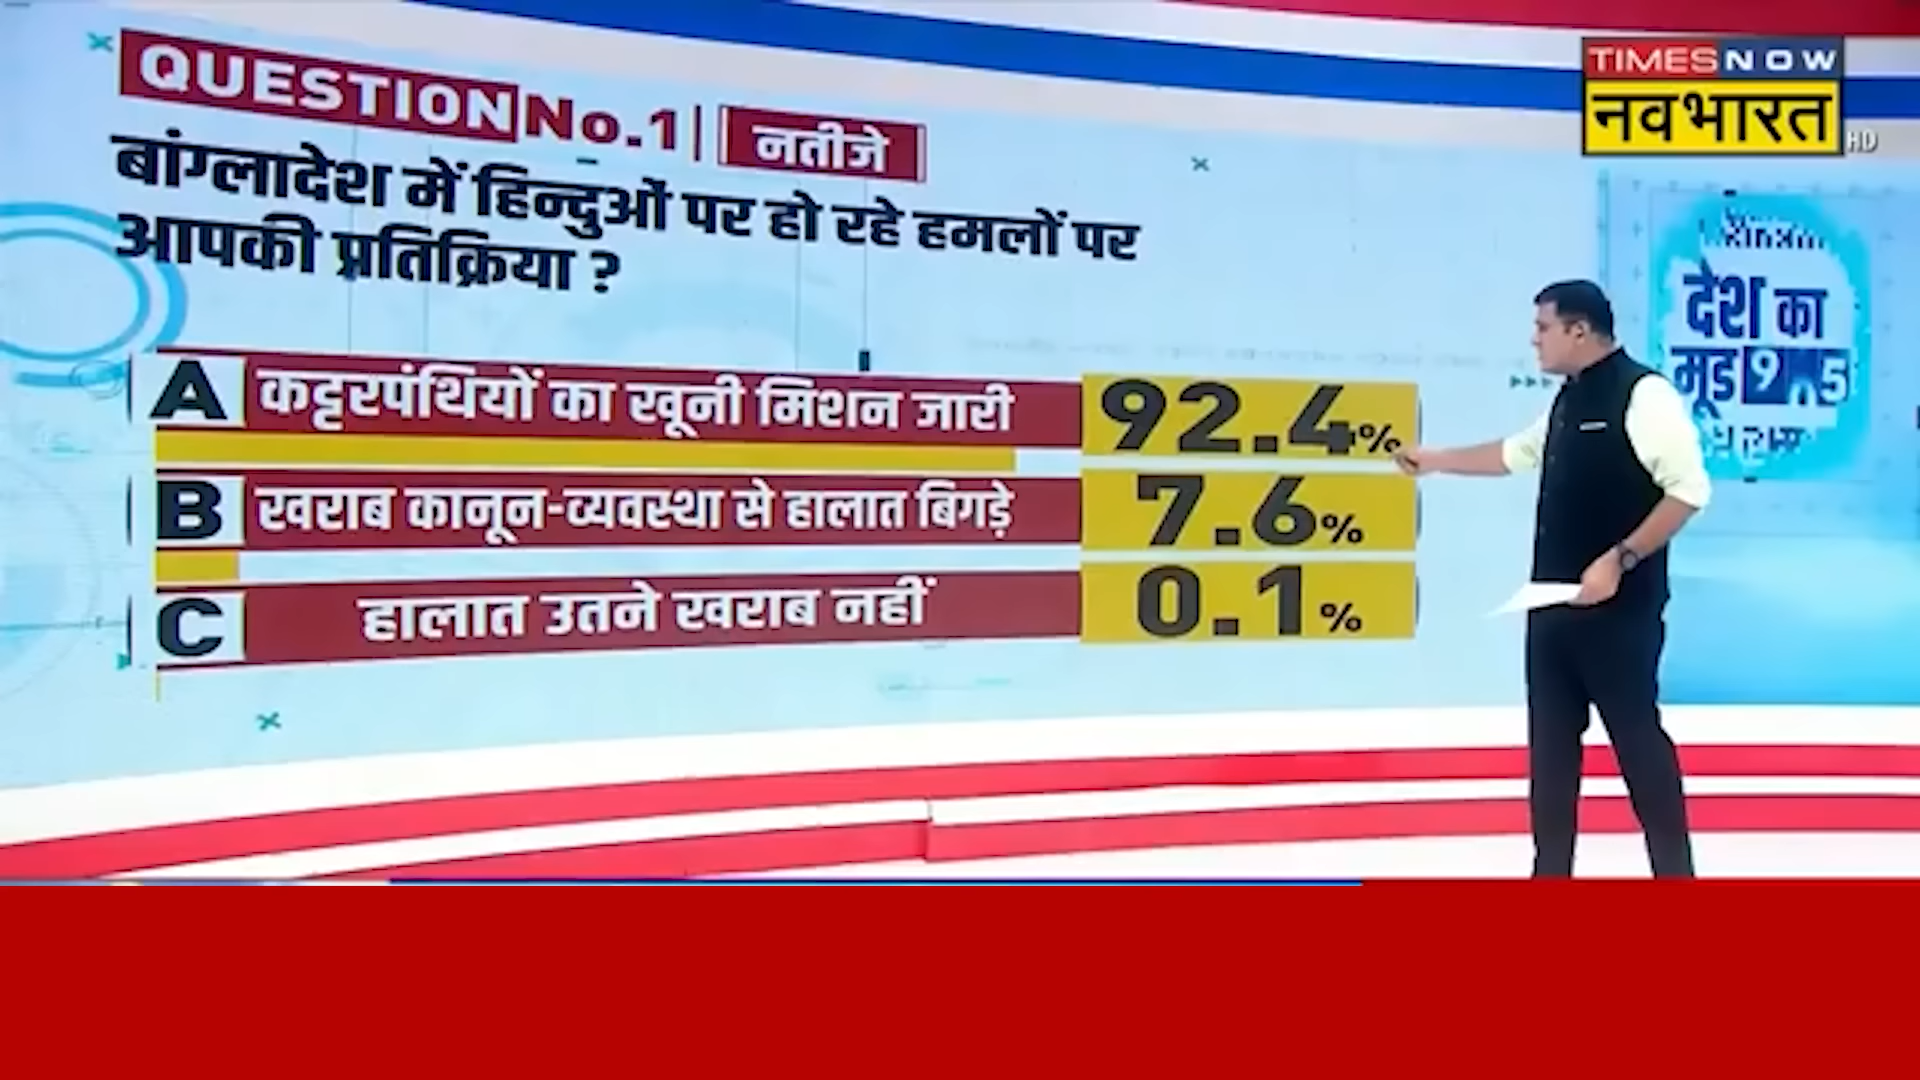 QUESTION No.1 नतीजे
बांग्लादेश में हिन्दुओं पर हो रहे हमलों पर
आपकी प्रतिक्रिया ?
A कट्टरपंथियों का खूनी मिशन जारी 92.4%
B खराब कानून-व्यवस्था से हालात बिगड़े 7.6%
C हालात उतने खराब नहीं 0.1%
TIMES NOW
नवभारत
HD
देश का
मूड